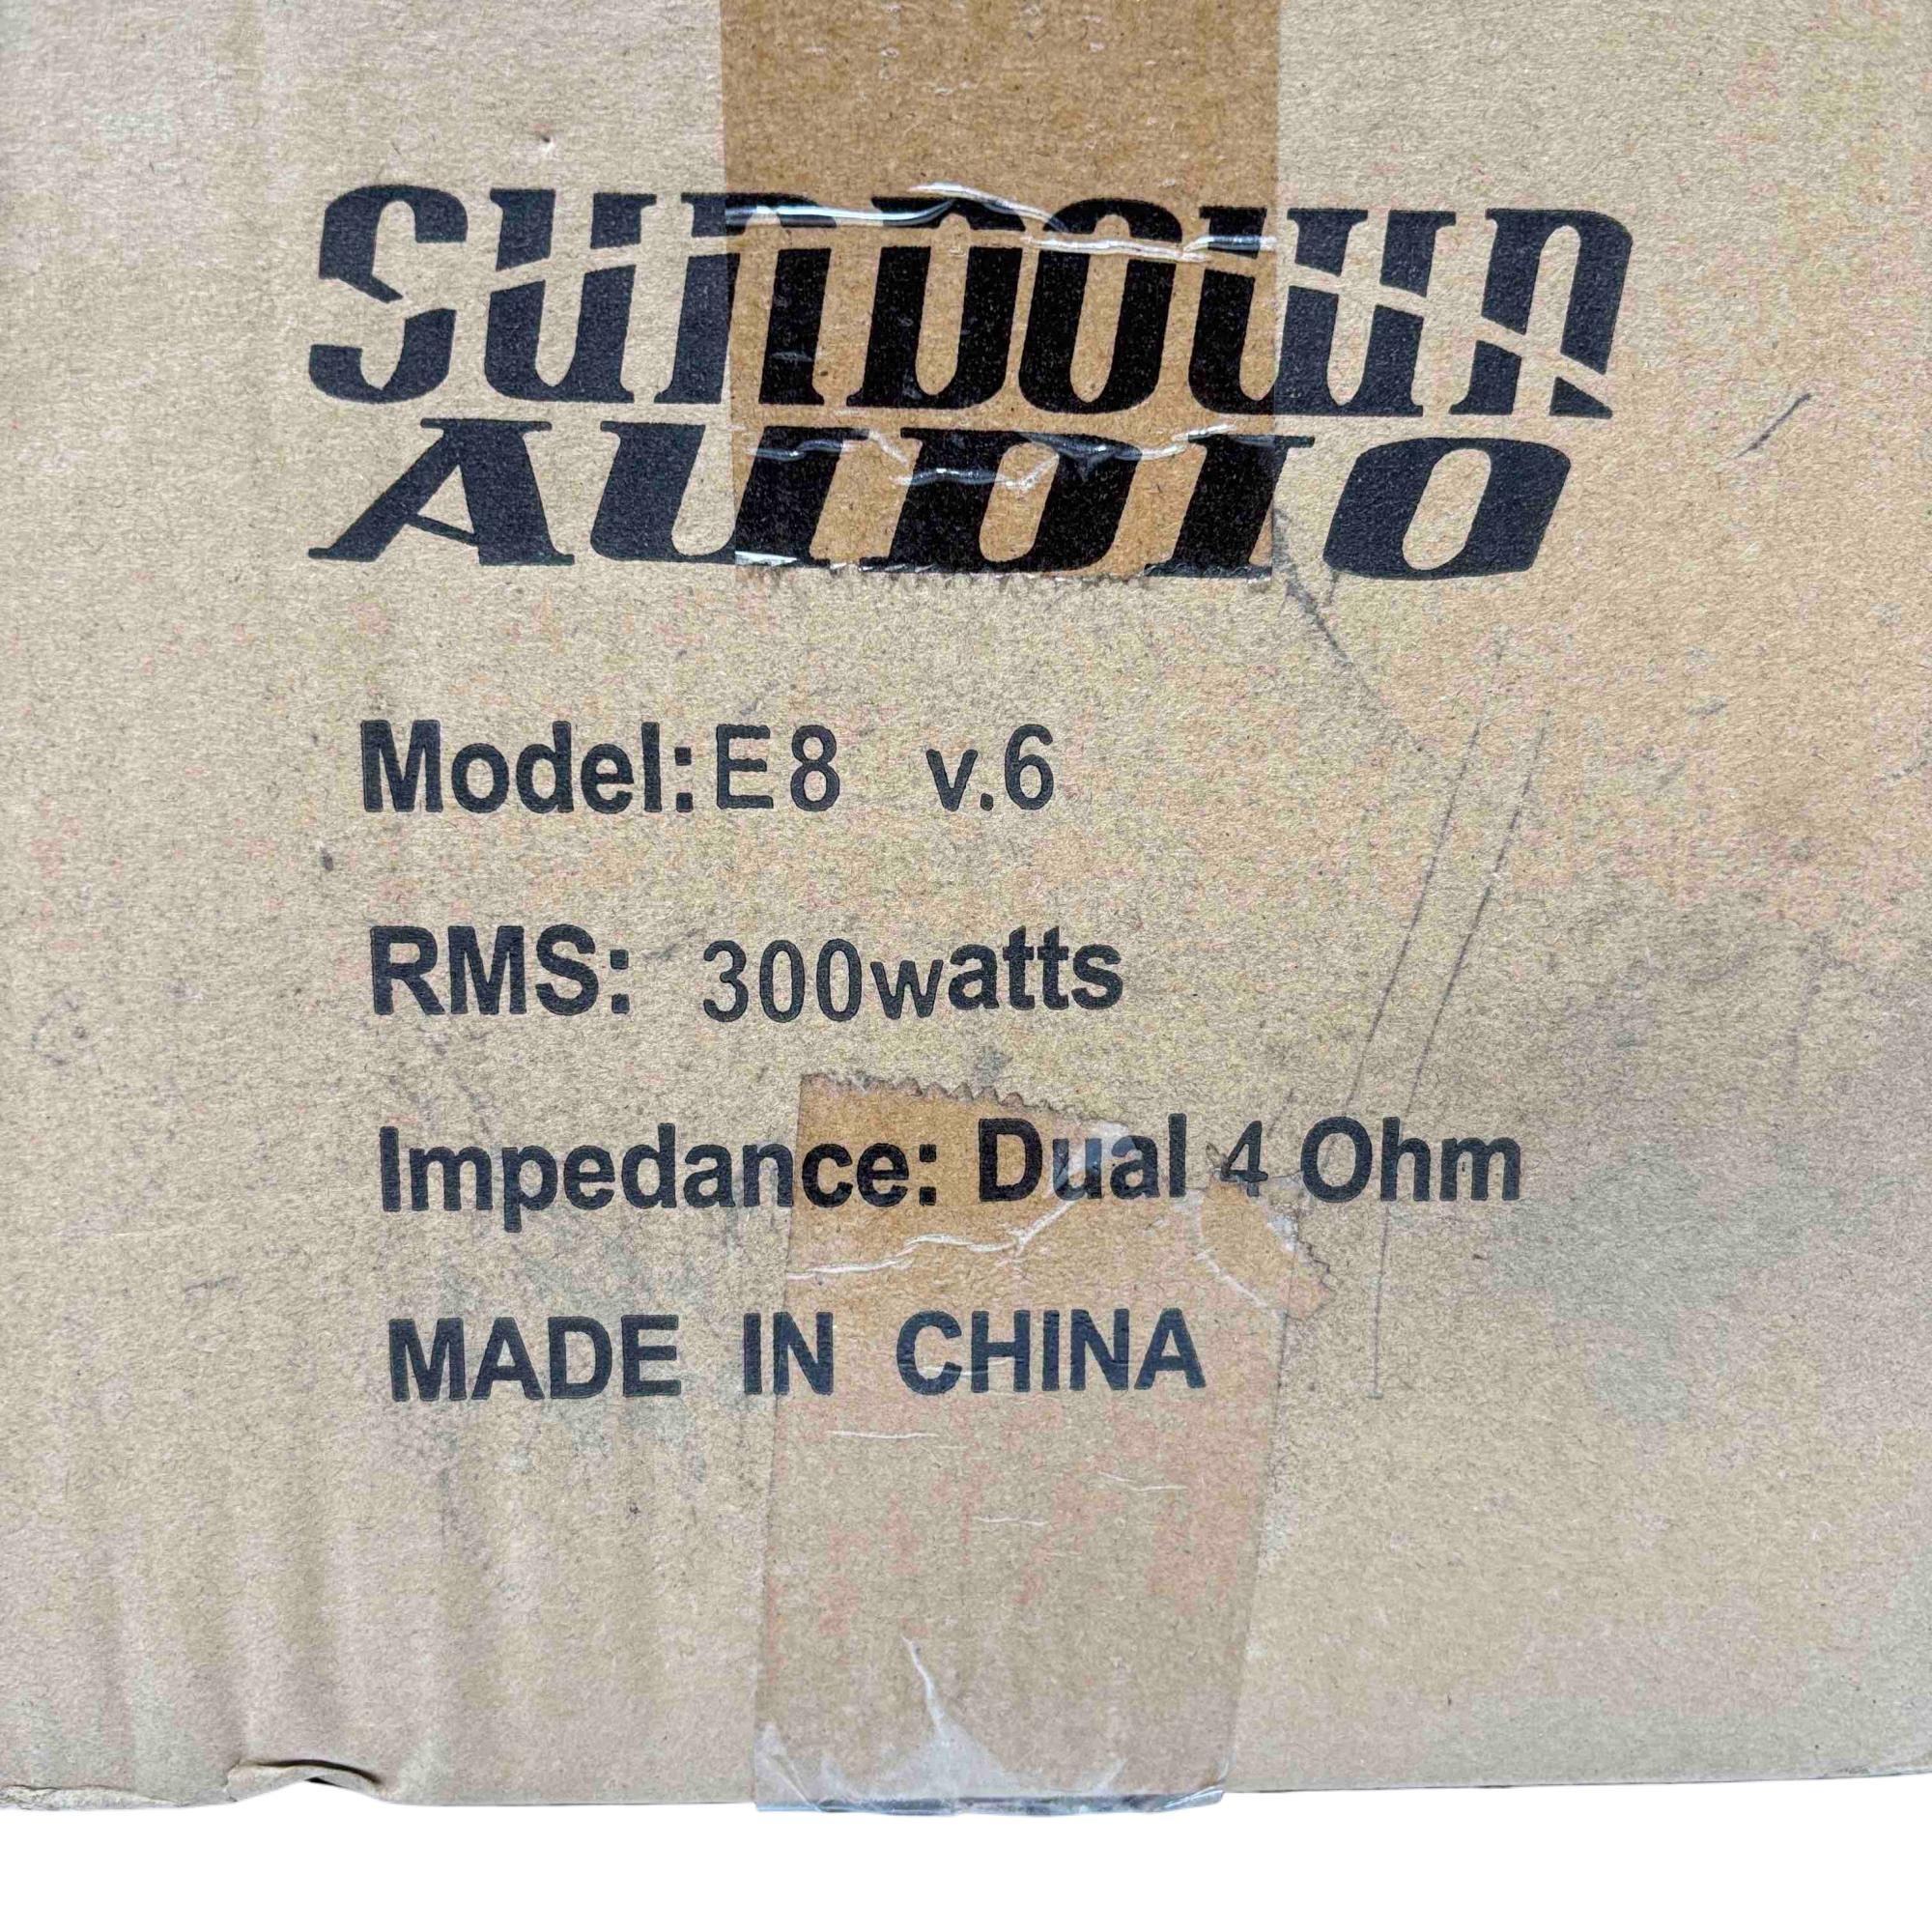 SUNDOWN
AUDIO
Model: E8 v.6
RMS: 300watts
Impedance: Dual 4 Ohm
MADE IN CHINA